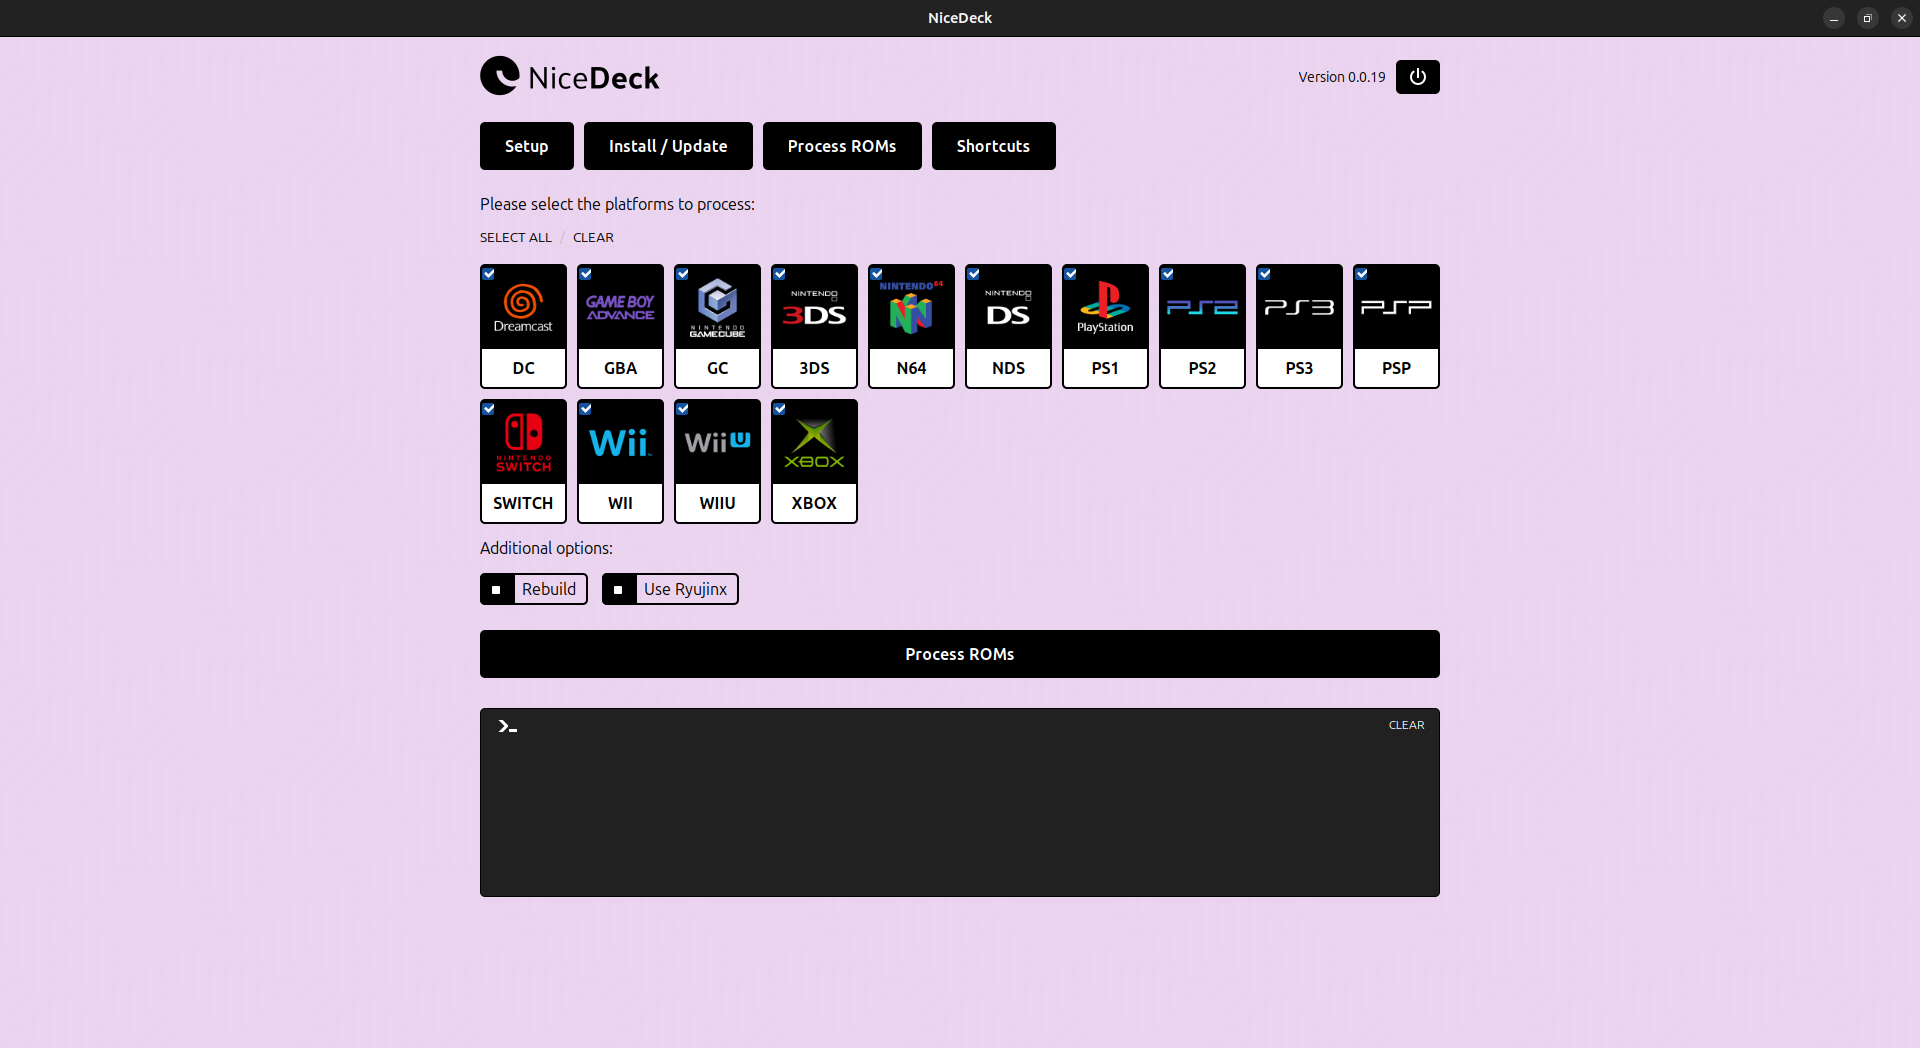 NiceDeck
NiceDeck
Version 0.0.19
Setup
Install / Update
Process ROMs
Shortcuts
Please select the platforms to process:
SELECT ALL / CLEAR
Dreamcast
GAME BOY
ADVANCE
NINTENDO
GAMECUBE
NINTENDO
3DS
NINTENDO64
NINTENDO
DS
PlayStation
PS2
PS3
PSP
DC
GBA
GC
3DS
N64
NDS
PS1
PS2
PS3
PSP
NINTENDO
SWITCH
Wii
Wii U
XBOX
SWITCH
WII
WIIU
XBOX
Additional options:
Rebuild
Use Ryujinx
Process ROMs
CLEAR